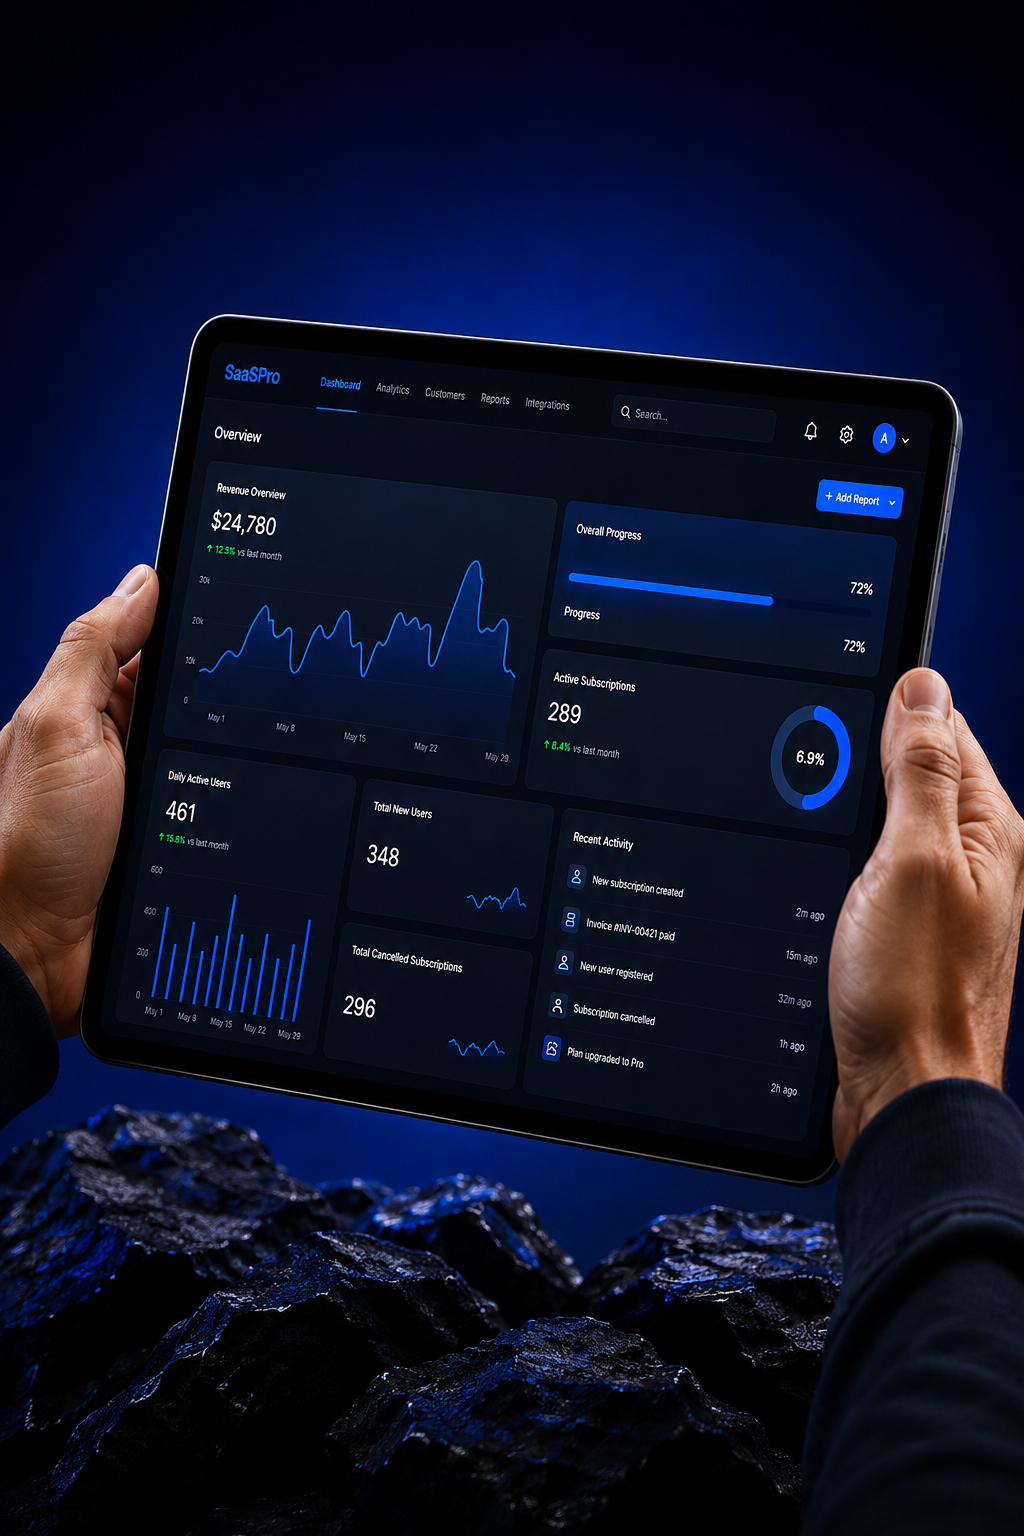 SaaSPro
Dashboard Analytics Customers Reports Integrations
Search...
A
Overview
+ Add Report
Revenue Overview
$24,780
↑ 12.5% vs last month
30k
20k
10k
0
May 1 May 8 May 15 May 22 May 29
Overall Progress
72%
Progress
72%
Active Subscriptions
289
↑ 8.4% vs last month
6.9%
Daily Active Users
461
↑ 15.8% vs last month
600
400
200
0
May 1 May 8 May 15 May 22 May 29
Total New Users
348
Total Cancelled Subscriptions
296
Recent Activity
New subscription created 2m ago
Invoice #INV-00421 paid 15m ago
New user registered 32m ago
Subscription cancelled 1h ago
Plan upgraded to Pro 2h ago